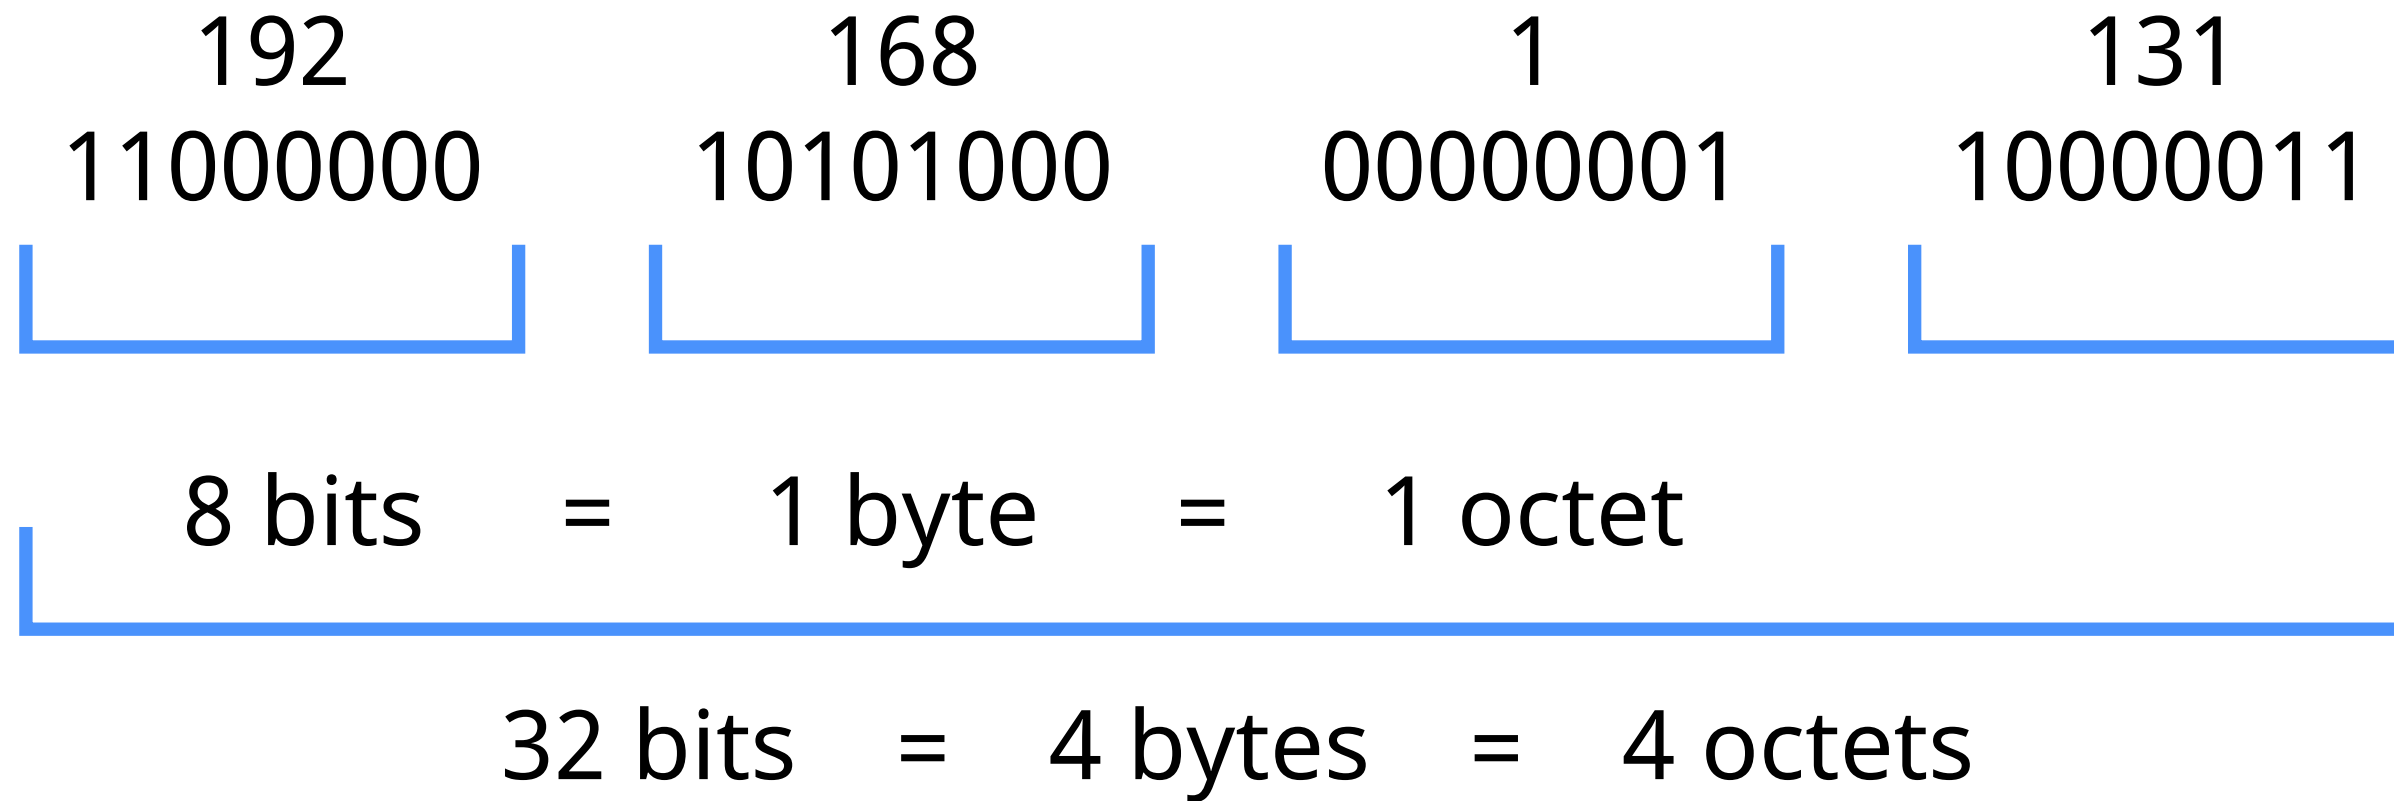 192 168 1 131
11000000 10101000 00000001 10000011
8 bits = 1 byte = 1 octet
32 bits = 4 bytes = 4 octets